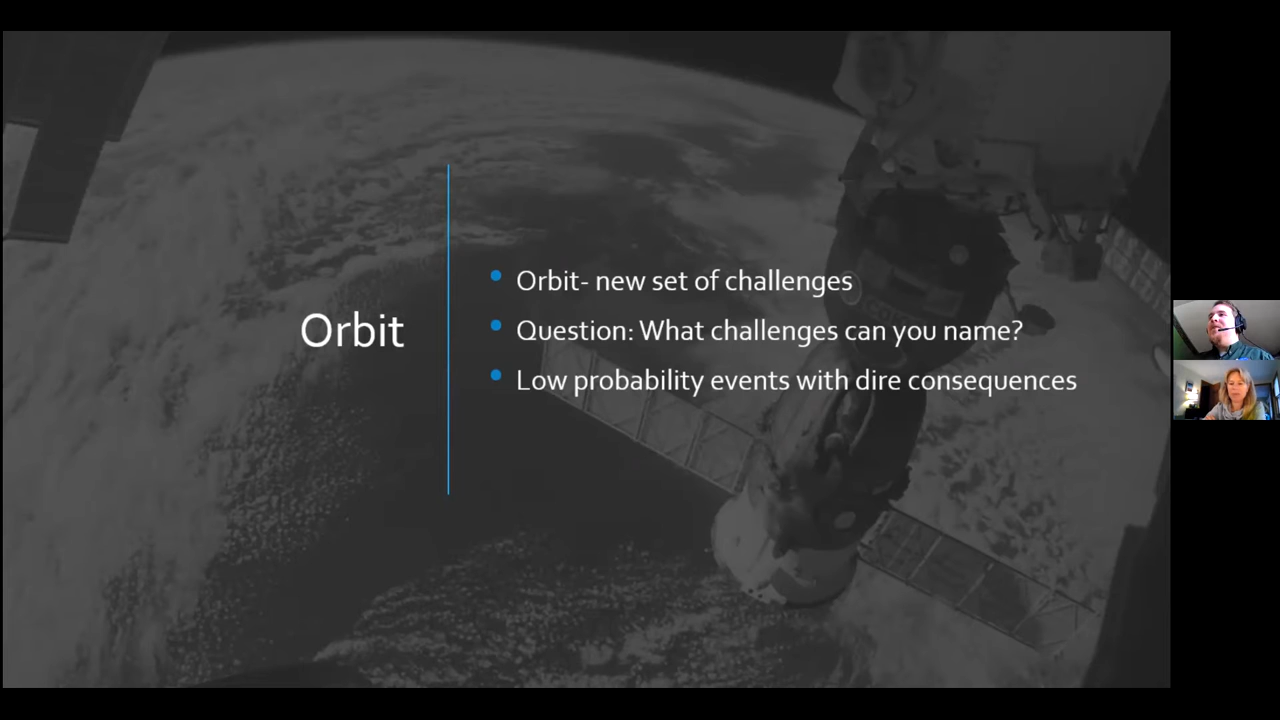 Orbit
Orbit- new set of challenges
Question: What challenges can you name?
Low probability events with dire consequences